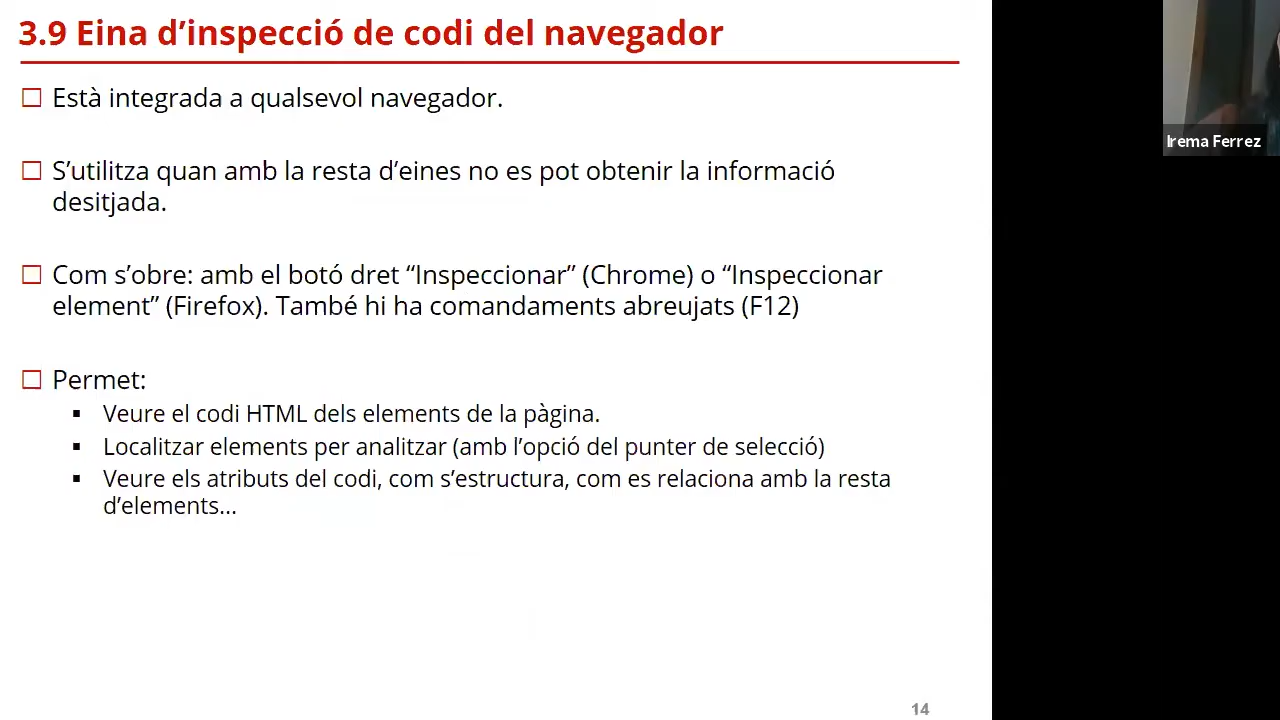 3.9 Eina d’inspecció de codi del navegador
Està integrada a qualsevol navegador.
S’utilitza quan amb la resta d’eines no es pot obtenir la informació
desitjada.
Com s’obre: amb el botó dret “Inspeccionar” (Chrome) o “Inspeccionar
element” (Firefox). També hi ha comandaments abreujats (F12)
Permet:
Veure el codi HTML dels elements de la pàgina.
Localitzar elements per analitzar (amb l’opció del punter de selecció)
Veure els atributs del codi, com s’estructura, com es relaciona amb la resta
d’elements...
14
Irema Ferrez